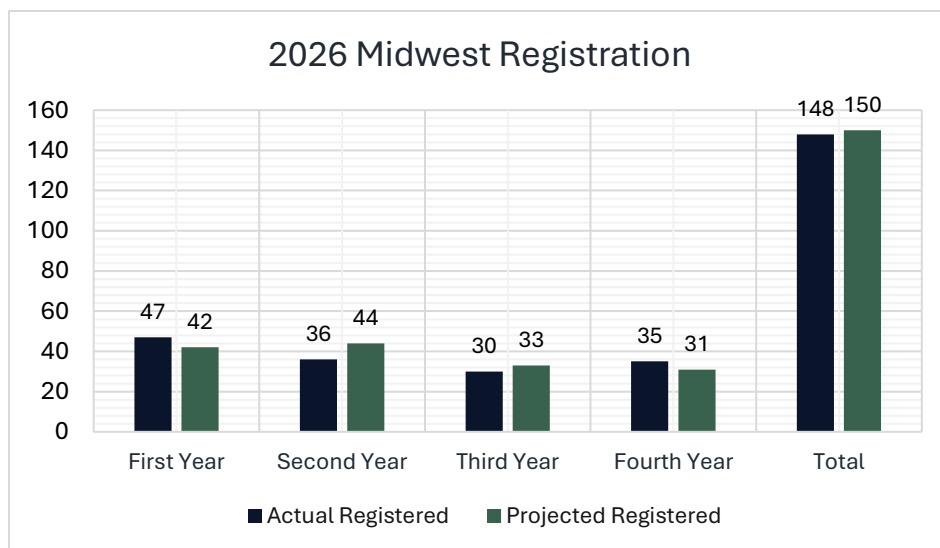 2026 Midwest Registration
160
140
120
100
80
60
40
20
0
47 42 36 44 30 33 35 31 148 150
First Year Second Year Third Year Fourth Year Total
Actual Registered Projected Registered